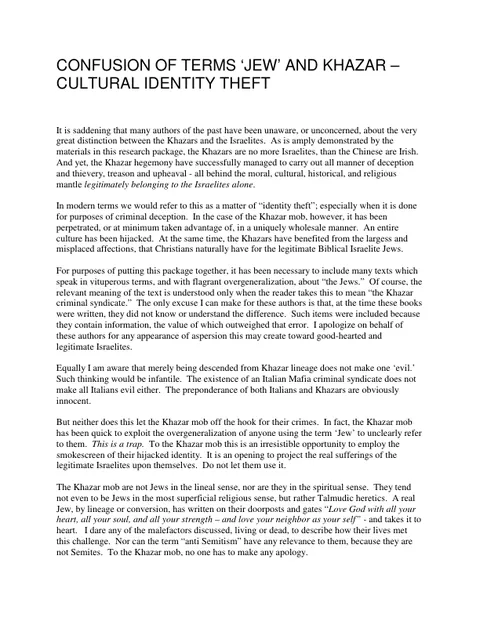 CONFUSION OF TERMS ‘JEW’ AND KHAZAR –
CULTURAL IDENTITY THEFT
It is saddening that many authors of the past have been unaware, or unconcerned, about the very
great distinction between the Khazars and the Israelites.  As is amply demonstrated by the
materials in this research package, the Khazars are no more Israelites, than the Chinese are Irish.
And yet, the Khazar hegemony have successfully managed to carry out all manner of deception
and thievery, treason and upheaval - all behind the moral, cultural, historical, and religious
mantle legitimately belonging to the Israelites alone.
In modern terms we would refer to this as a matter of “identity theft”; especially when it is done
for purposes of criminal deception.  In the case of the Khazar mob, however, it has been
perpetrated, or at minimum taken advantage of, in a uniquely wholesale manner.  An entire
culture has been hijacked.  At the same time, the Khazars have benefited from the largess and
misplaced affections, that Christians naturally have for the legitimate Biblical Israelite Jews.
For purposes of putting this package together, it has been necessary to include many texts which
speak in vituperous terms, and with flagrant overgeneralization, about “the Jews.”  Of course, the
relevant meaning of the text is understood only when the reader takes this to mean “the Khazar
criminal syndicate.”  The only excuse I can make for these authors is that, at the time these books
were written, they did not know or understand the difference.  Such items were included because
they contain information, the value of which outweighed that error.  I apologize on behalf of
these authors for any appearance of aspersion this may create toward good-hearted and
legitimate Israelites.
Equally I am aware that merely being descended from Khazar lineage does not make one ‘evil.’
Such thinking would be infantile.  The existence of an Italian Mafia criminal syndicate does not
make all Italians evil either.  The preponderance of both Italians and Khazars are obviously
innocent.
But neither does this let the Khazar mob off the hook for their crimes.  In fact, the Khazar mob
has been quick to exploit the overgeneralization of anyone using the term ‘Jew’ to unclearly refer
to them.  This is a trap.  To the Khazar mob this is an irresistible opportunity to employ the
smokescreen of their hijacked identity.  It is an opening to project the real sufferings of the
legitimate Israelites upon themselves.  Do not let them use it.
The Khazar mob are not Jews in the lineal sense, nor are they in the spiritual sense.  They tend
not even to be Jews in the most superficial religious sense, but rather Talmudic heretics.  A real
Jew, by lineage or conversion, has written on their doorposts and gates “Love God with all your
heart, all your soul, and all your strength – and love your neighbor as your self” - and takes it to
heart.   I dare any of the malefactors discussed, living or dead, to describe how their lives met
this challenge.  Nor can the term “anti Semitism” have any relevance to them, because they are
not Semites.  To the Khazar mob, no one has to make any apology.